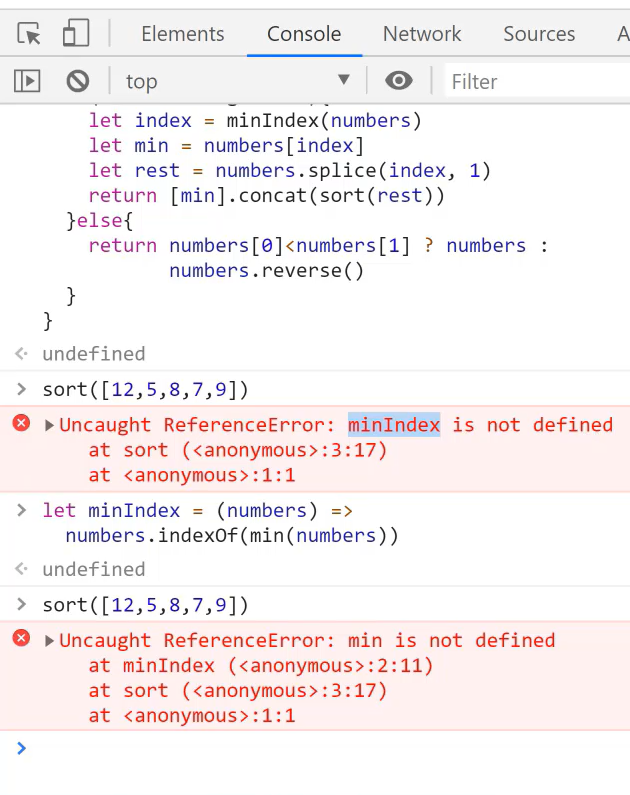 Elements Console Network Sources A
top Filter
let index = minIndex(numbers)
let min = numbers[index]
let rest = numbers.splice(index, 1)
return [min].concat(sort(rest))
}else{
return numbers[0]<numbers[1] ? numbers :
numbers.reverse()
}
}
undefined
sort([12,5,8,7,9])
Uncaught ReferenceError: minIndex is not defined
at sort (<anonymous>:3:17)
at <anonymous>:1:1
let minIndex = (numbers) =>
numbers.indexOf(min(numbers))
undefined
sort([12,5,8,7,9])
Uncaught ReferenceError: min is not defined
at minIndex (<anonymous>:2:11)
at sort (<anonymous>:3:17)
at <anonymous>:1:1